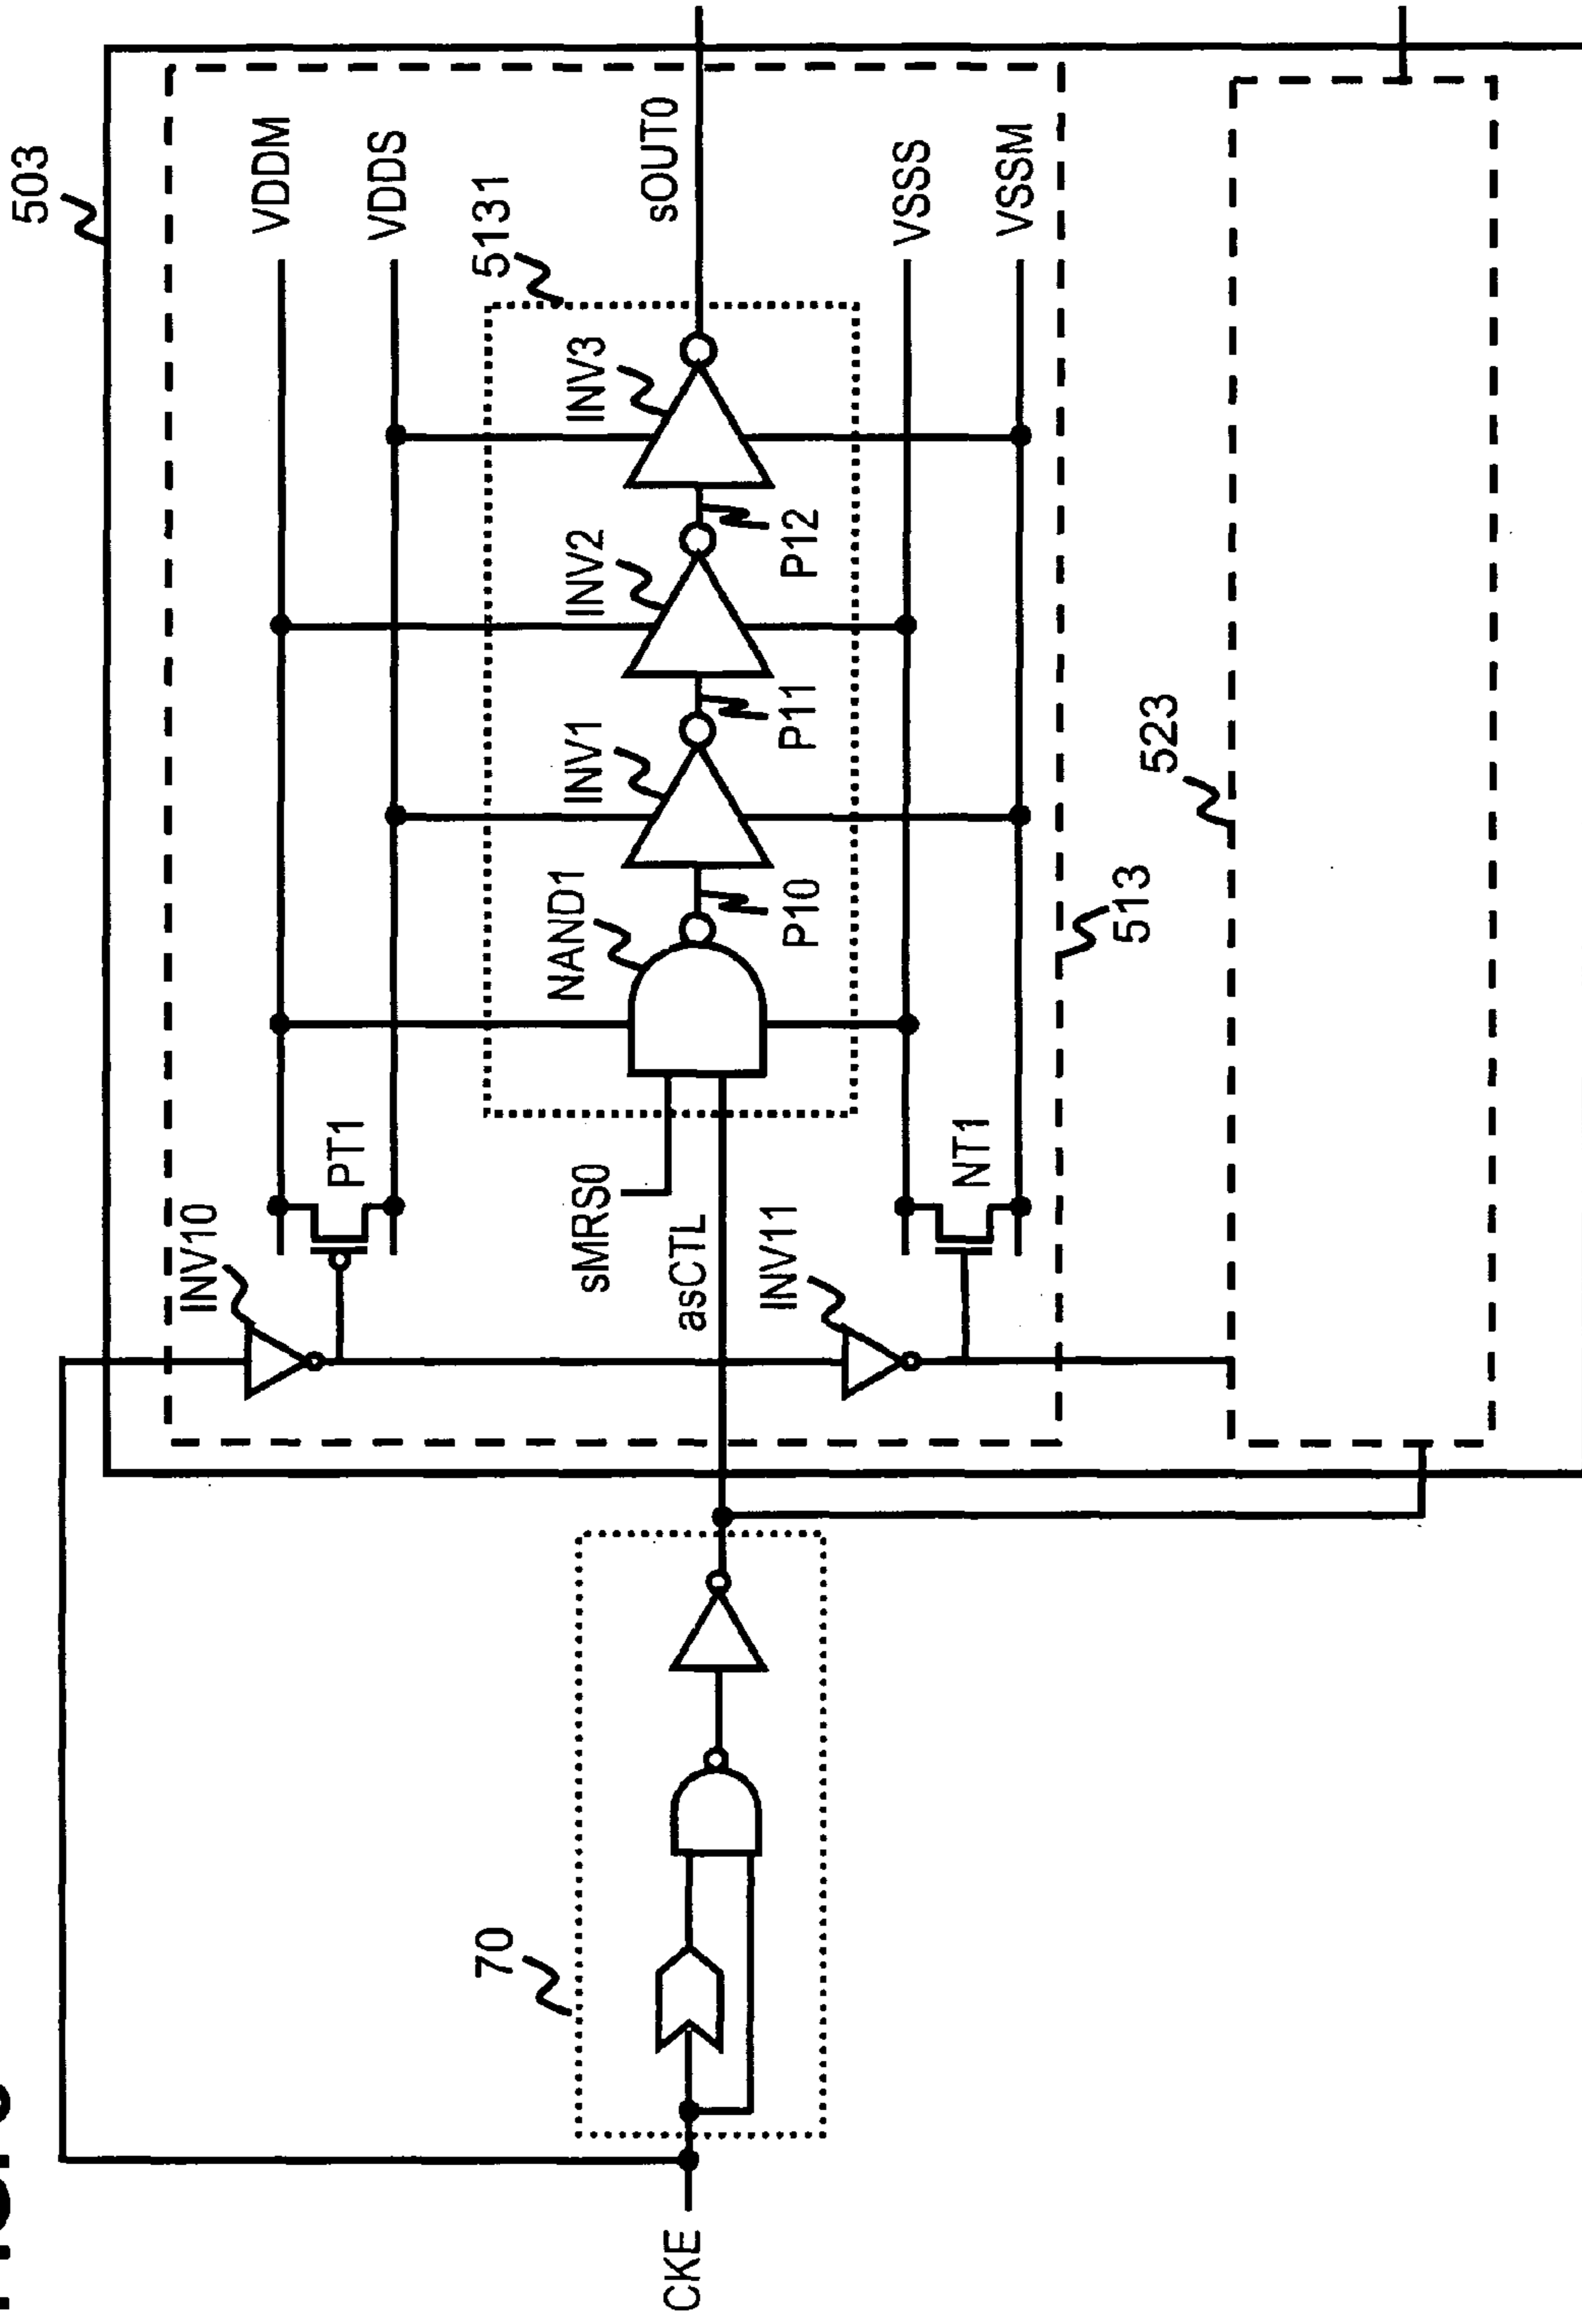 503
VDDM
VDDS
5131
sOUT0
VSSS
VSSM
INV3
INV2
INV1
NAND1
P12
P11
P10
PT1
INV10
sMRS0
asCTL
INV11
NT1
513
523
70
CKE